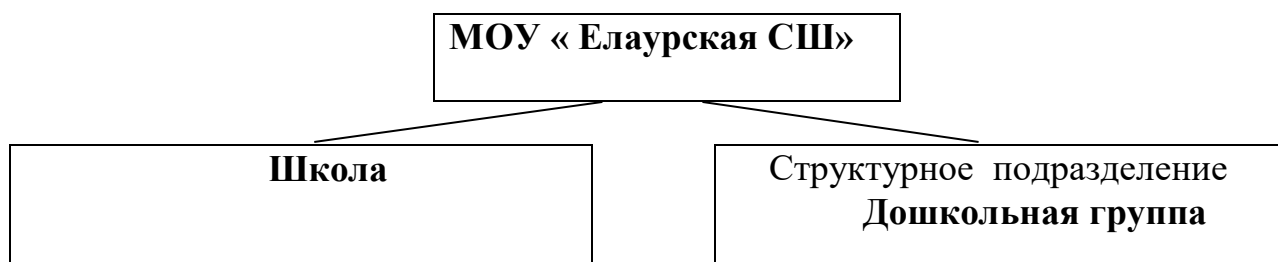 МОУ « Елаурская СШ»
Школа
Структурное подразделение
Дошкольная группа